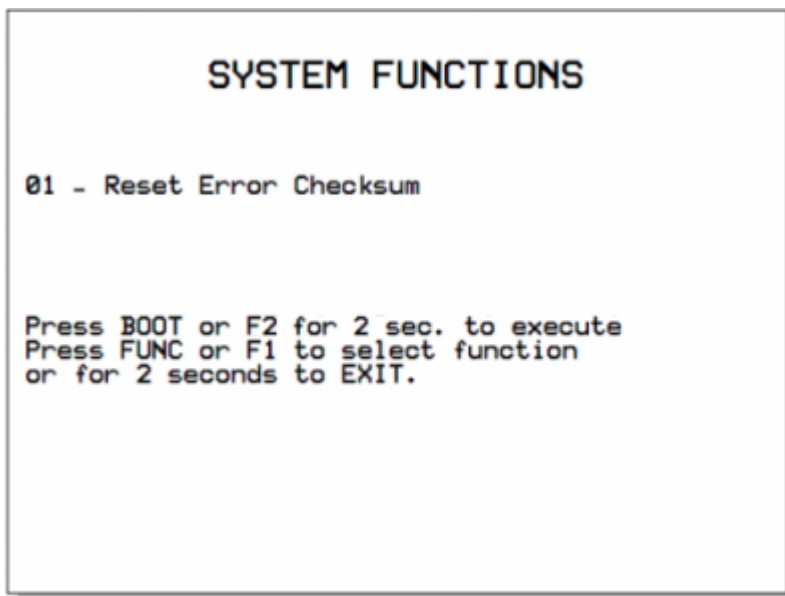 SYSTEM FUNCTIONS
01 - Reset Error Checksum
Press BOOT or F2 for 2 sec. to execute
Press FUNC or F1 to select function
or for 2 seconds to EXIT.